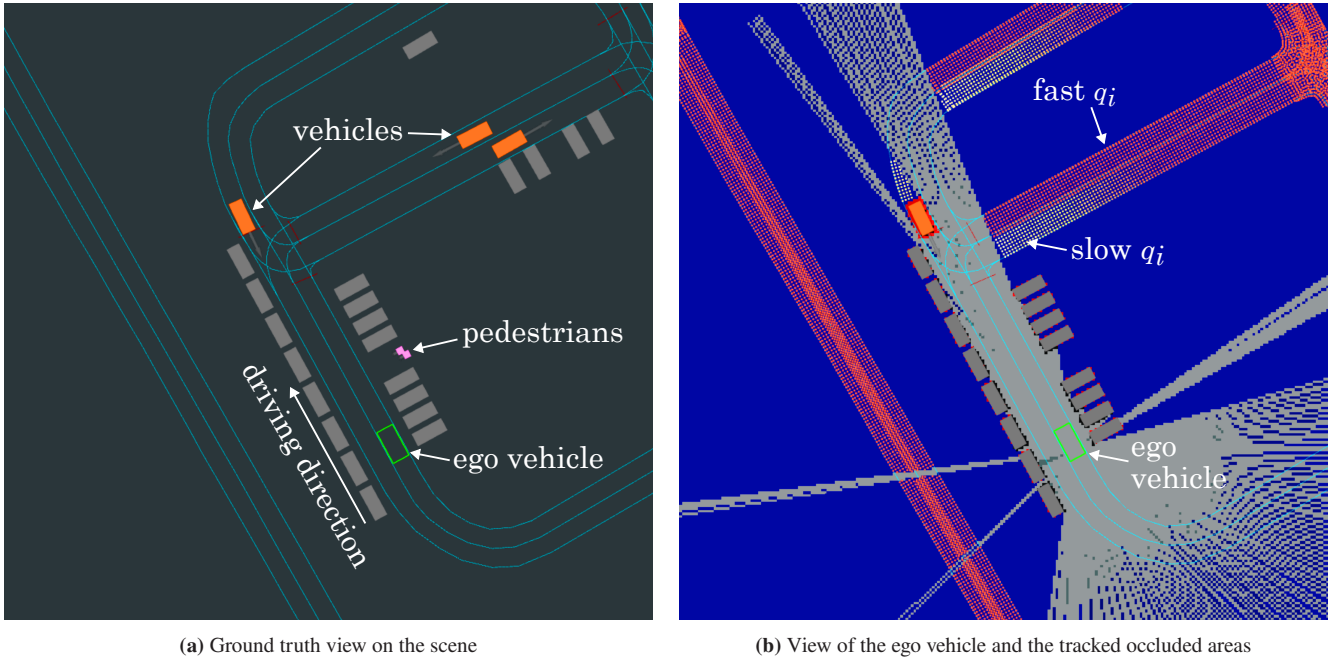 vehicles
pedestrians
driving direction
ego vehicle
fast qᵢ
slow qᵢ
ego
vehicle
(a) Ground truth view on the scene
(b) View of the ego vehicle and the tracked occluded areas